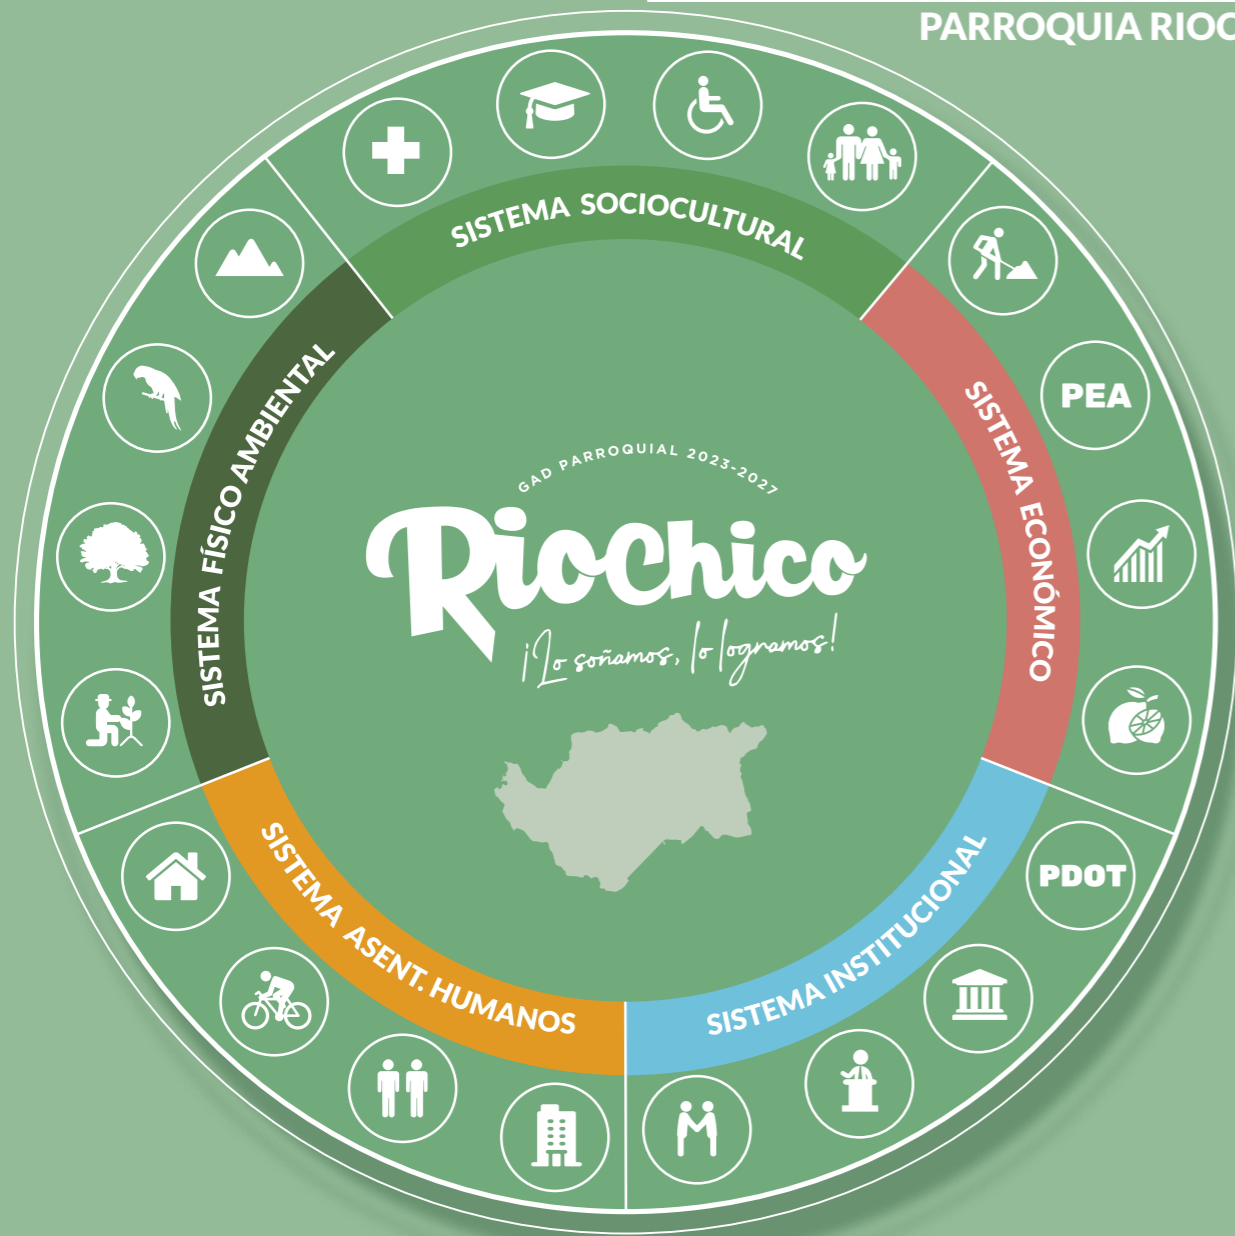 PARROQUIA RIOC
SISTEMA SOCIOCULTURAL
SISTEMA FÍSICO AMBIENTAL
SISTEMA ECONÓMICO
PEA
GAD PARROQUIAL 2023-2027
RioChico
¡Lo soñamos, lo logramos!
SISTEMA ASENT. HUMANOS
SISTEMA INSTITUCIONAL
PDOT